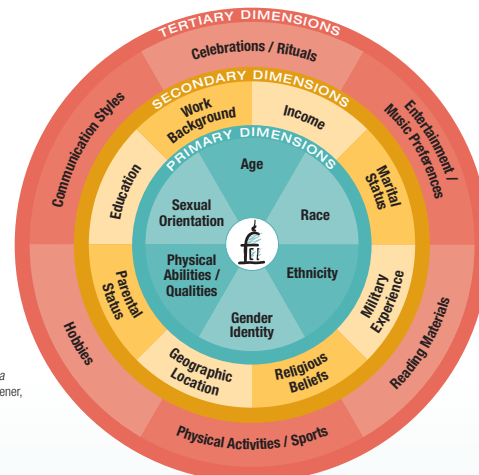 TERTIARY DIMENSIONS
Celebrations / Rituals
Entertainment /
Music Preferences
Reading Materials
Physical Activities / Sports
Hobbies
Communication Styles
SECONDARY DIMENSIONS
Work
Background
Income
Marital
Status
Military
Experience
Religious
Beliefs
Geographic
Location
Parental
Status
Education
PRIMARY DIMENSIONS
Age
Race
Ethnicity
Gender
Identity
Physical
Abilities /
Qualities
Sexual
Orientation
a
ener,